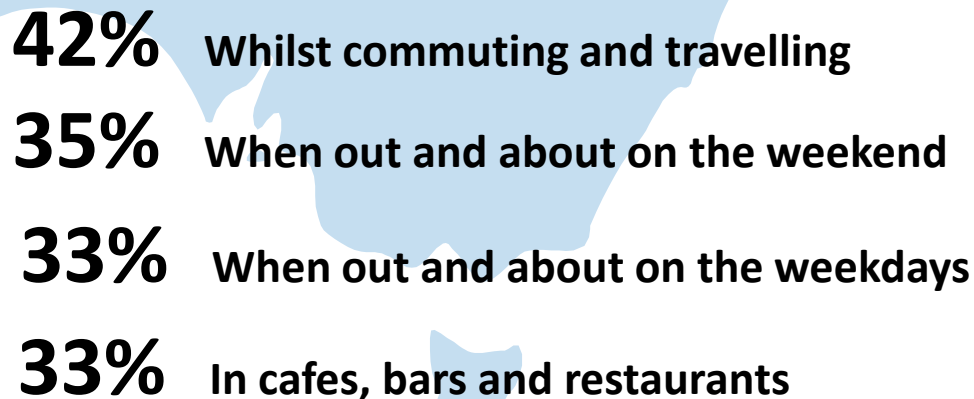 42% Whilst commuting and travelling
35% When out and about on the weekend
33% When out and about on the weekdays
33% In cafes, bars and restaurants